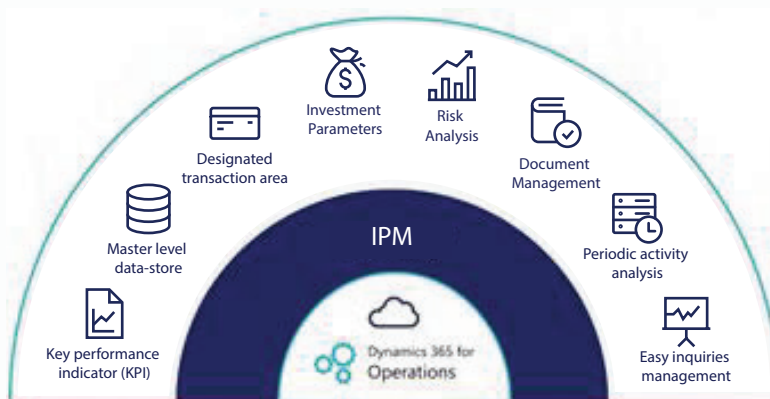 Investment
Parameters
Risk
Analysis
Designated
transaction area
Document
Management
Master level
data-store
IPM
Periodic activity
analysis
Key performance
indicator (KPI)
Dynamics 365 for
Operations
Easy inquiries
management
$